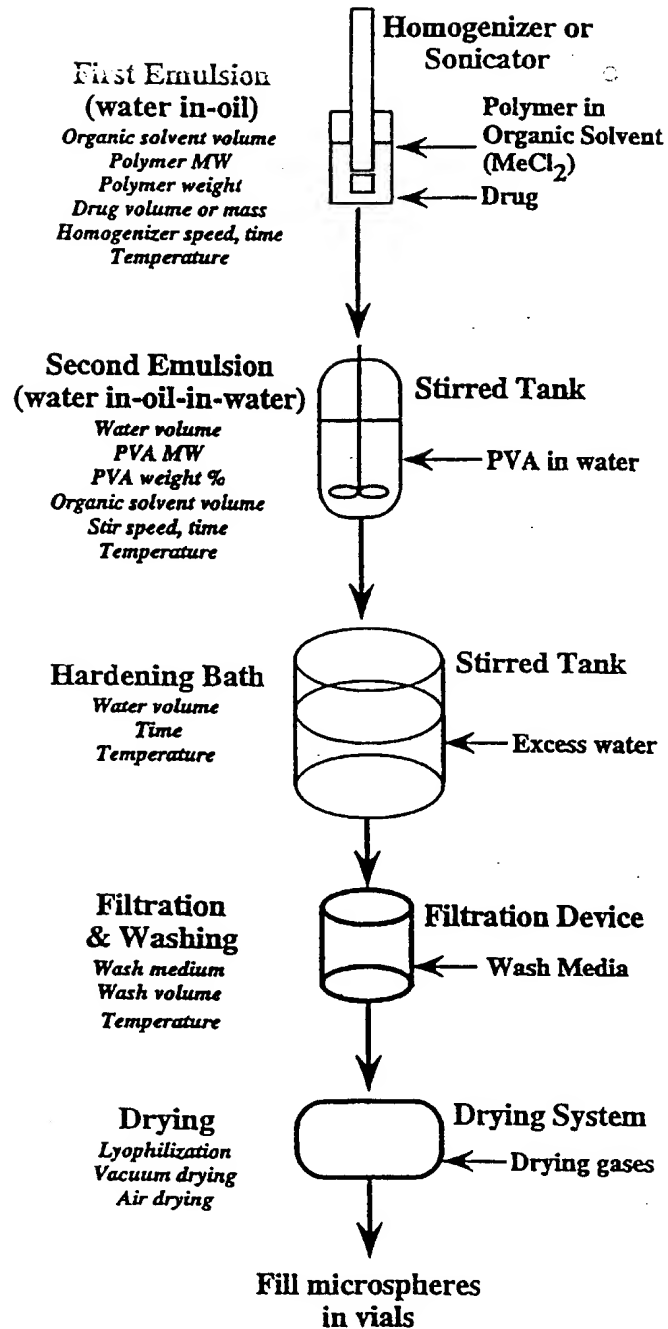 First Emulsion
(water in-oil)
Organic solvent volume
Polymer MW
Polymer weight
Drug volume or mass
Homogenizer speed, time
Temperature
Homogenizer or
Sonicator
Polymer in
Organic Solvent
(MeCl2)
Drug
Second Emulsion
(water in-oil-in-water)
Water volume
PVA MW
PVA weight %
Organic solvent volume
Stir speed, time
Temperature
Stirred Tank
PVA in water
Hardening Bath
Water volume
Time
Temperature
Stirred Tank
Excess water
Filtration
& Washing
Wash medium
Wash volume
Temperature
Filtration Device
Wash Media
Drying
Lyophilization
Vacuum drying
Air drying
Drying System
Drying gases
Fill microspheres
in vials